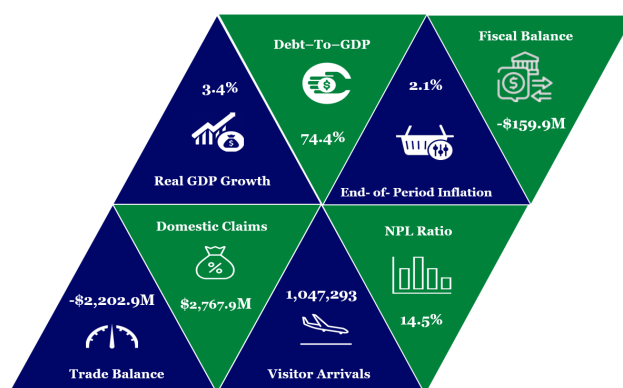 Debt–To–GDP
Fiscal Balance
3.4%
2.1%
-$159.9M
74.4%
Real GDP Growth
End- of- Period Inflation
Domestic Claims
NPL Ratio
-$2,202.9M
$2,767.9M
1,047,293
14.5%
Trade Balance
Visitor Arrivals